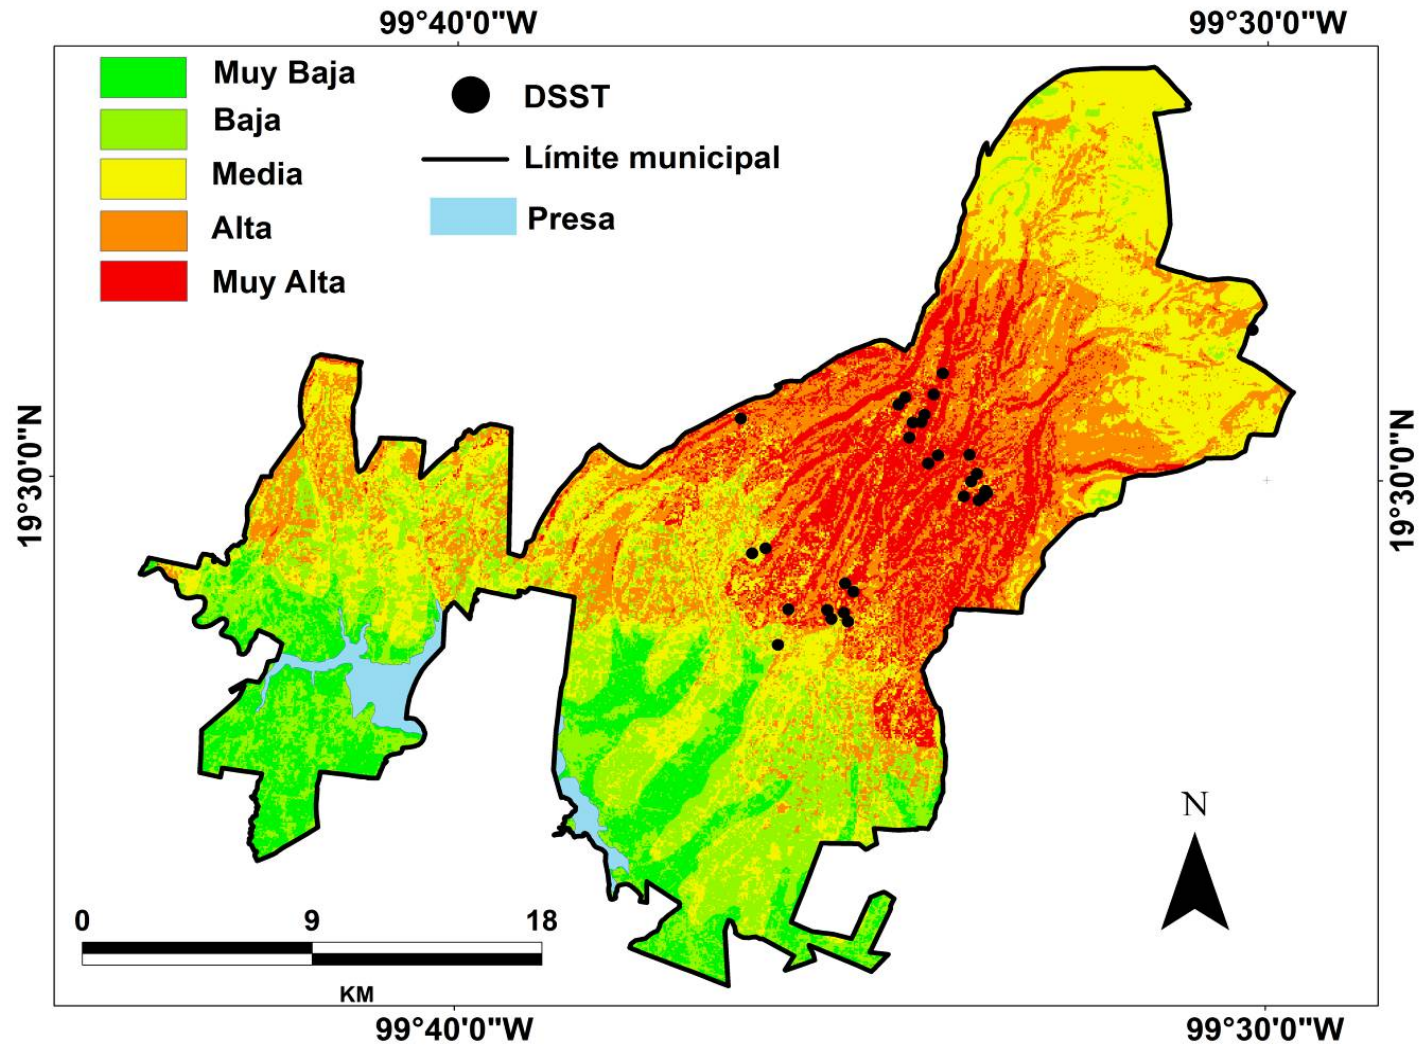 99°40'0"W
99°30'0"W
Muy Baja
Baja
Media
Alta
Muy Alta
DSST
Límite municipal
Presa
19°30'0"N
19°30'0"N
N
0
9
18
KM
99°40'0"W
99°30'0"W